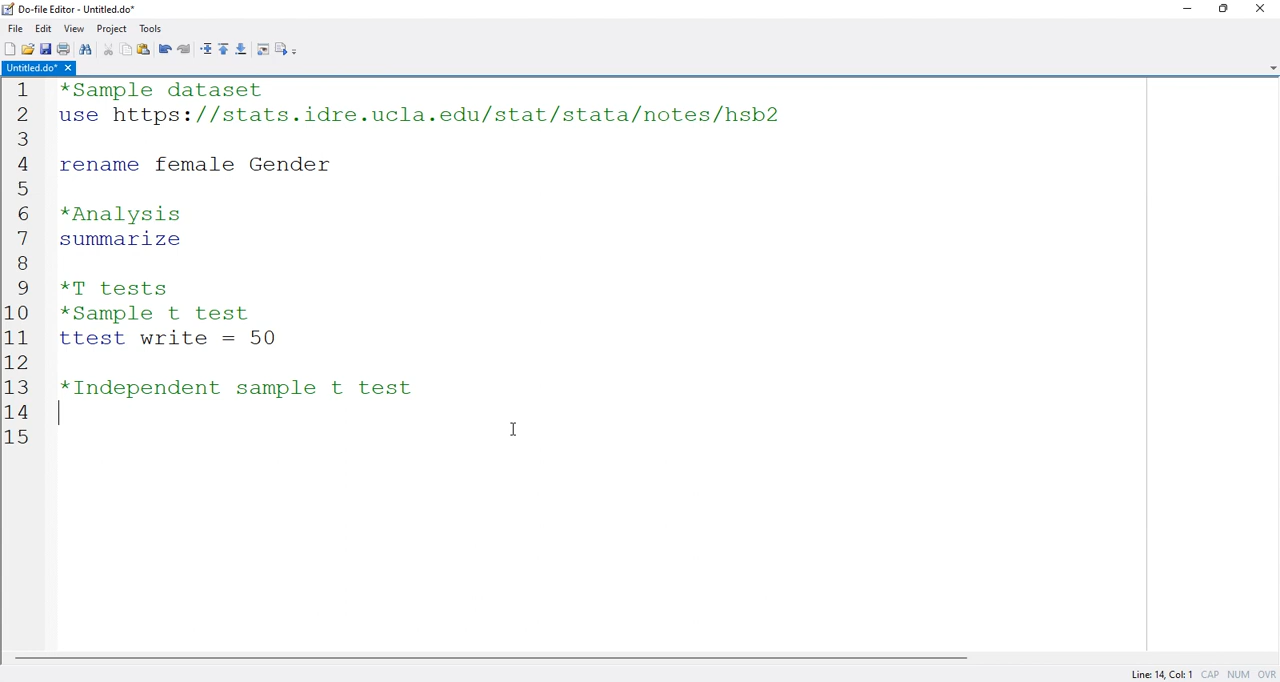 Do-file Editor - Untitled.do*
File Edit View Project Tools
Untitled.do* ×
1 *Sample dataset
2 use https://stats.idre.ucla.edu/stat/stata/notes/hsb2
3
4 rename female Gender
5
6 *Analysis
7 summarize
8
9 *T tests
10 *Sample t test
11 ttest write = 50
12
13 *Independent sample t test
14
15
Line: 14, Col: 1 CAP NUM OVR